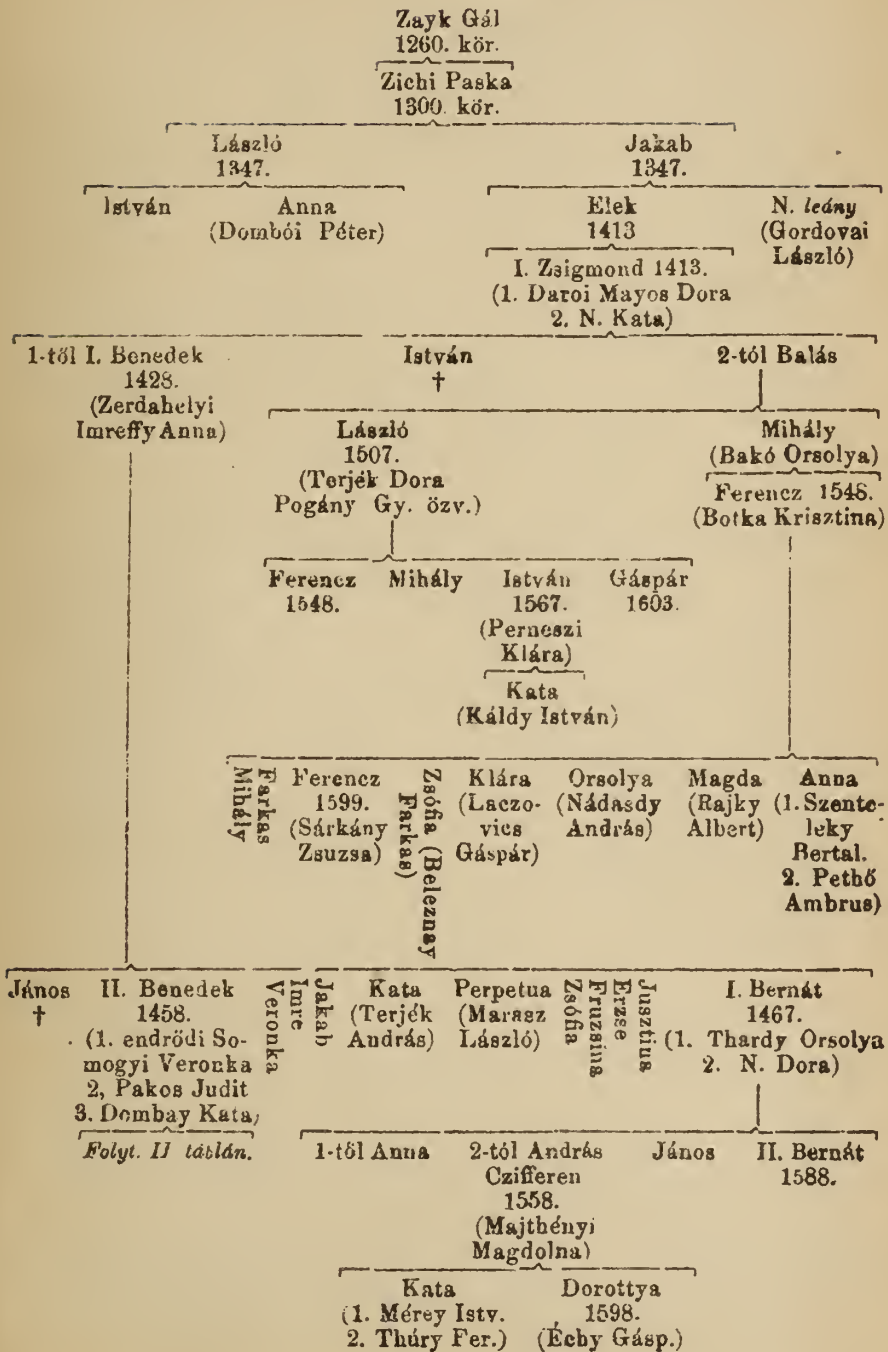 Zayk Gál
1260. kör.
Zichi Paska
1300. kör.
László Jakab
1347. 1347.
István Anna Elek N. leány
(Dombói Péter) 1413 (Gordovai
László)
I. Zsigmond 1413.
(1. Daroi Mayos Dora
2. N. Kata)
1-től I. Benedek István 2-tól Balás
1428. †
(Zerdahelyi
Imreffy Anna)
László Mihály
1507. (Bakó Orsolya)
(Terjék Dora Ferencz 1548.
Pogány Gy. özv.) (Botka Krisztina)
Ferencz Mihály István Gáspár
1548. 1567. 1603.
(Perneszi
Klára)
Kata
(Káldy István)
Mihály
Farkas
Ferencz
1599.
(Sárkány
Zsuzsa)
Zsófia (Beleznay
Farkas)
Klára Orsolya Magda Anna
(Laczo- (Nádasdy (Rajky (1. Szente-
vics András) Albert) leky
Gáspár) Bertal.
2. Pethő
Ambrus)
János
†
II. Benedek
1458.
(1. endrődi So-
mogyi Veronka
2, Pakos Judit
3. Dombay Kata)
Folyt. II táblán.
Veronka
Imre
Jakab
Kata Perpetua
(Terjék (Marasz
András) László)
Zsófia
Fruzsina
Erzse
Jusztius
I. Bernát
1467.
(1. Thardy Orsolya
2. N. Dora)
1-től Anna 2-tól András János II. Bernát
Czifferen 1588.
1558.
(Majthényi
Magdolna)
Kata Dorottya
(1. Mérey Istv. 1598.
2. Thúry Fer.) (Échy Gásp.)